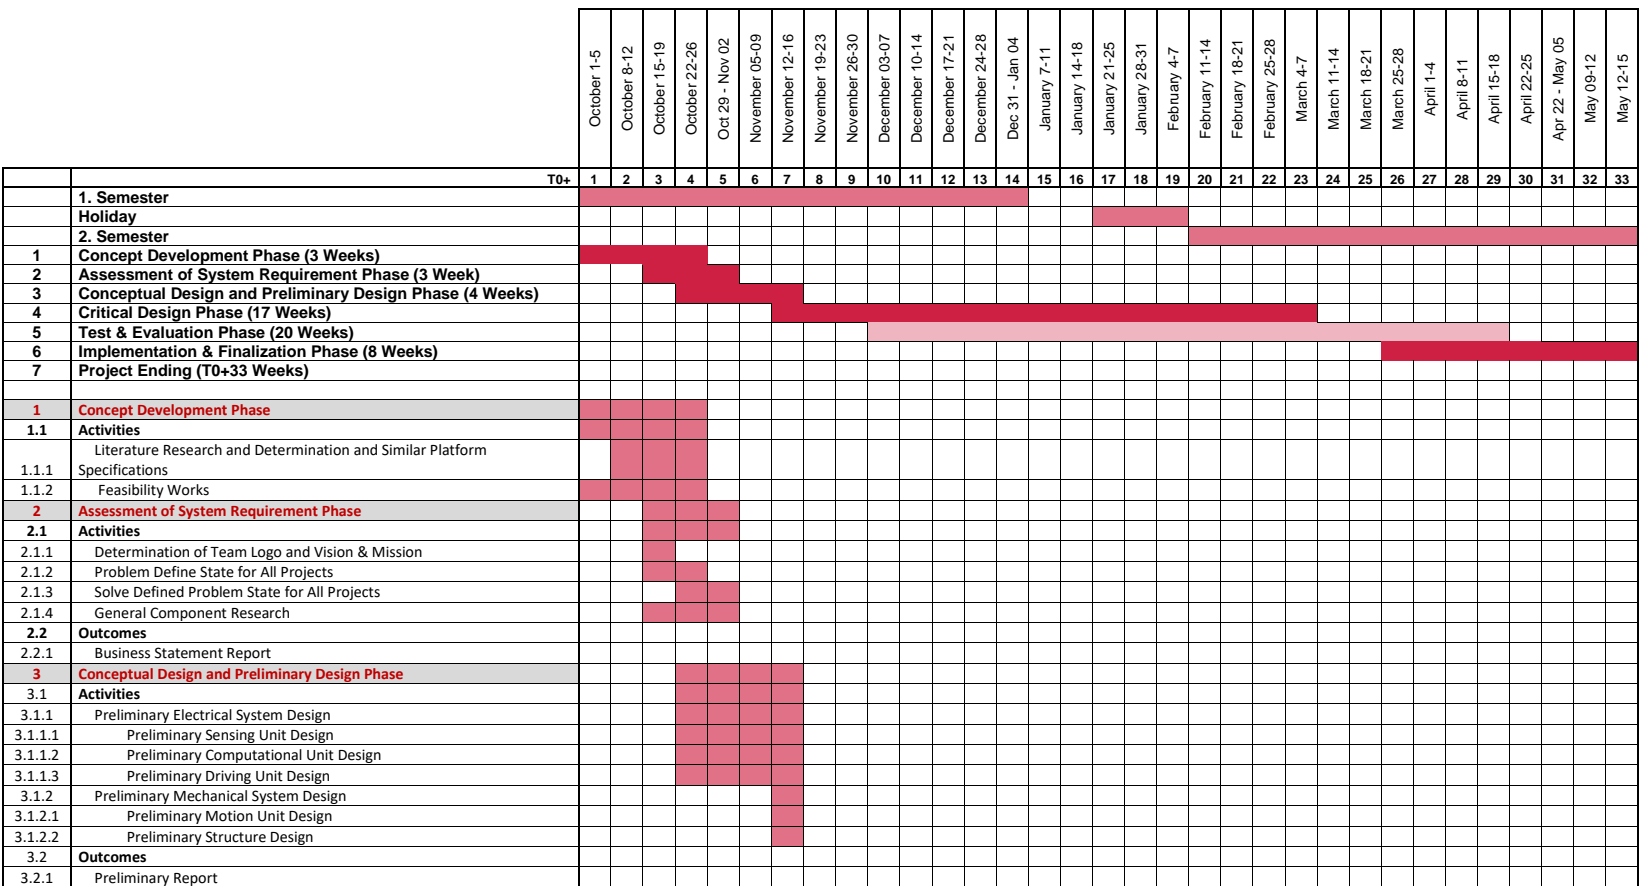 October 1-5
October 8-12
October 15-19
October 22-26
Oct 29 - Nov 02
November 05-09
November 12-16
November 19-23
November 26-30
December 03-07
December 10-14
December 17-21
December 24-28
Dec 31 - Jan 04
January 7-11
January 14-18
January 21-25
January 28-31
February 4-7
February 11-14
February 18-21
February 25-28
March 4-7
March 11-14
March 18-21
March 25-28
April 1-4
April 8-11
April 15-18
April 22-25
Apr 22 - May 05
May 09-12
May 12-15
T0+ 1 2 3 4 5 6 7 8 9 10 11 12 13 14 15 16 17 18 19 20 21 22 23 24 25 26 27 28 29 30 31 32 33
1. Semester
Holiday
2. Semester
1 Concept Development Phase (3 Weeks)
2 Assessment of System Requirement Phase (3 Week)
3 Conceptual Design and Preliminary Design Phase (4 Weeks)
4 Critical Design Phase (17 Weeks)
5 Test & Evaluation Phase (20 Weeks)
6 Implementation & Finalization Phase (8 Weeks)
7 Project Ending (T0+33 Weeks)
1 Concept Development Phase
1.1 Activities
Literature Research and Determination and Similar Platform
1.1.1 Specifications
1.1.2 Feasibility Works
2 Assessment of System Requirement Phase
2.1 Activities
2.1.1 Determination of Team Logo and Vision & Mission
2.1.2 Problem Define State for All Projects
2.1.3 Solve Defined Problem State for All Projects
2.1.4 General Component Research
2.2 Outcomes
2.2.1 Business Statement Report
3 Conceptual Design and Preliminary Design Phase
3.1 Activities
3.1.1 Preliminary Electrical System Design
3.1.1.1 Preliminary Sensing Unit Design
3.1.1.2 Preliminary Computational Unit Design
3.1.1.3 Preliminary Driving Unit Design
3.1.2 Preliminary Mechanical System Design
3.1.2.1 Preliminary Motion Unit Design
3.1.2.2 Preliminary Structure Design
3.2 Outcomes
3.2.1 Preliminary Report